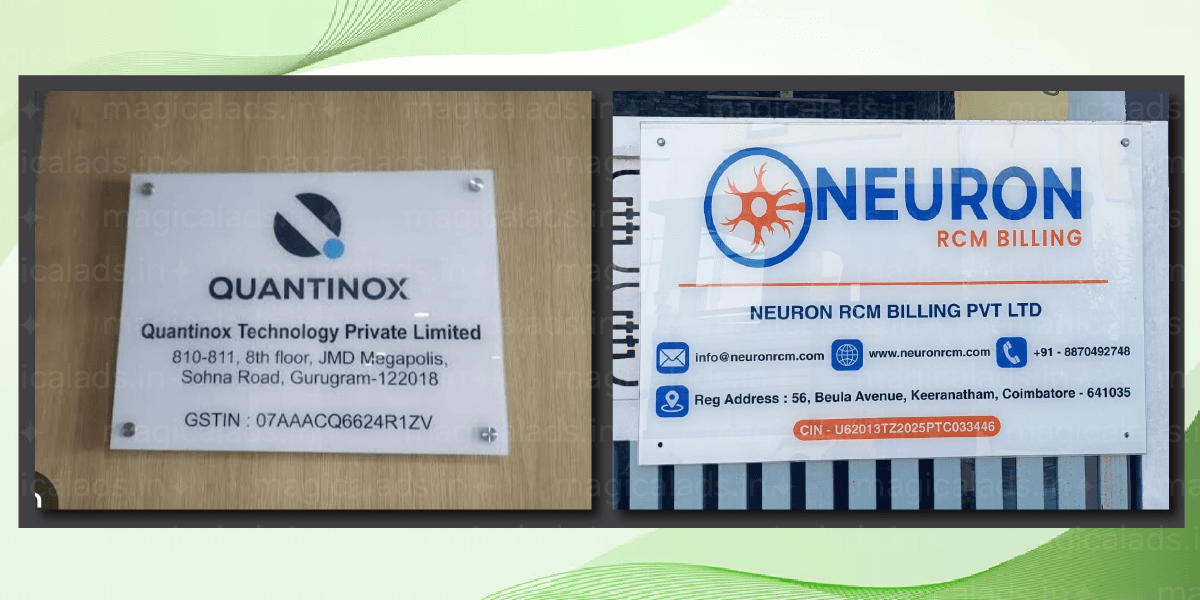 QUANTINOX
Quantinox Technology Private Limited
810-811, 8th floor, JMD Megapolis,
Sohna Road, Gurugram-122018
GSTIN : 07AAACQ6624R1ZV
NEURON
RCM BILLING
NEURON RCM BILLING PVT LTD
info@neuronrcm.com
www.neuronrcm.com
+91 - 8870492748
Reg Address : 56, Beula Avenue, Keeranatham, Coimbatore - 641035
CIN - U62013TZ2025PTC033446
magicalads.in